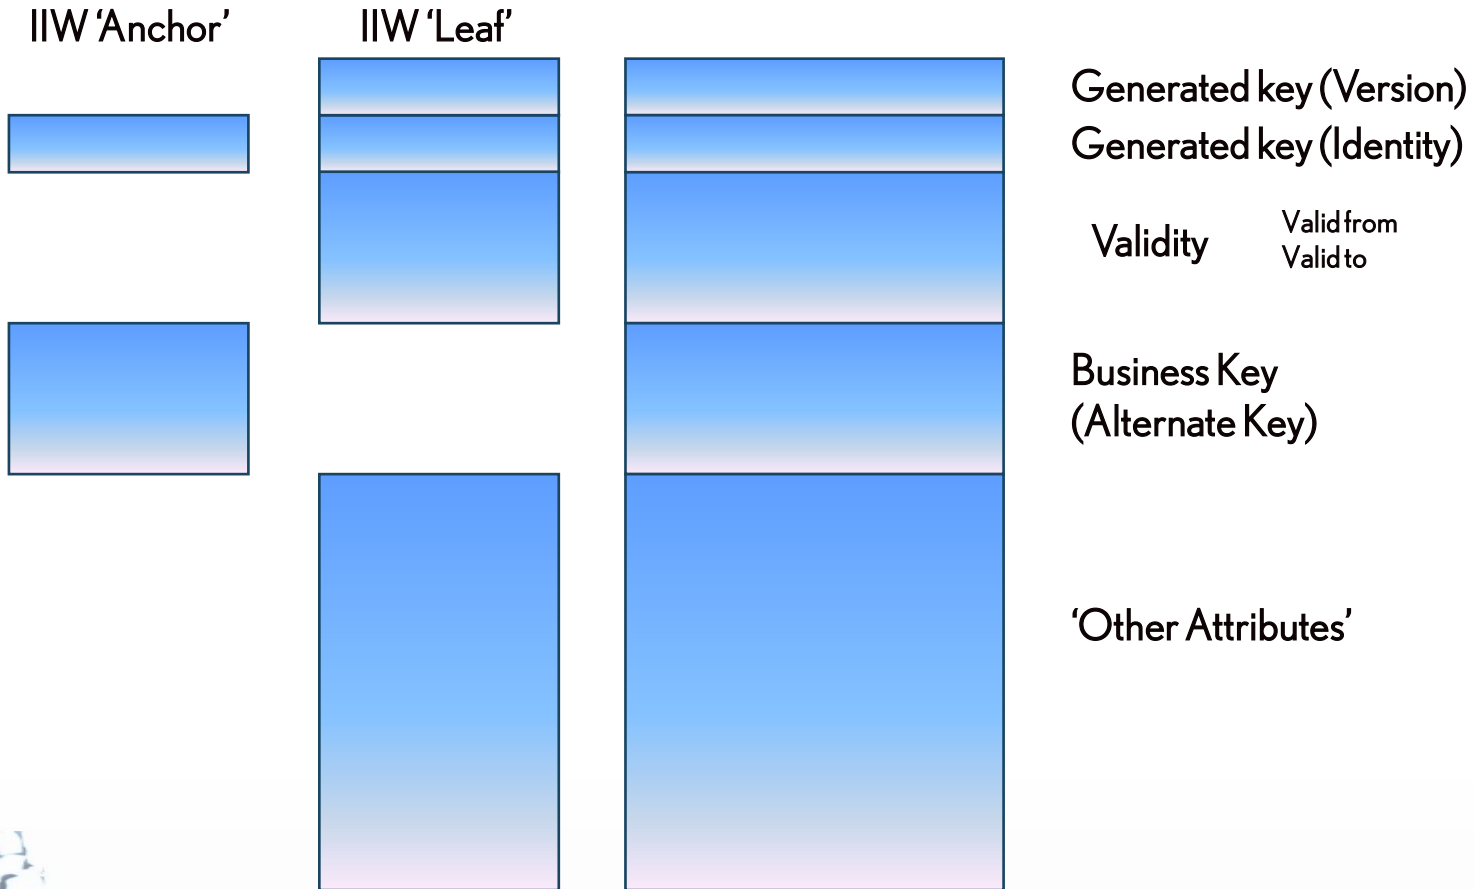 IIW ‘Anchor’
IIW ‘Leaf’
Generated key (Version)
Generated key (Identity)
Validity
Valid from
Valid to
Business Key
(Alternate Key)
‘Other Attributes’